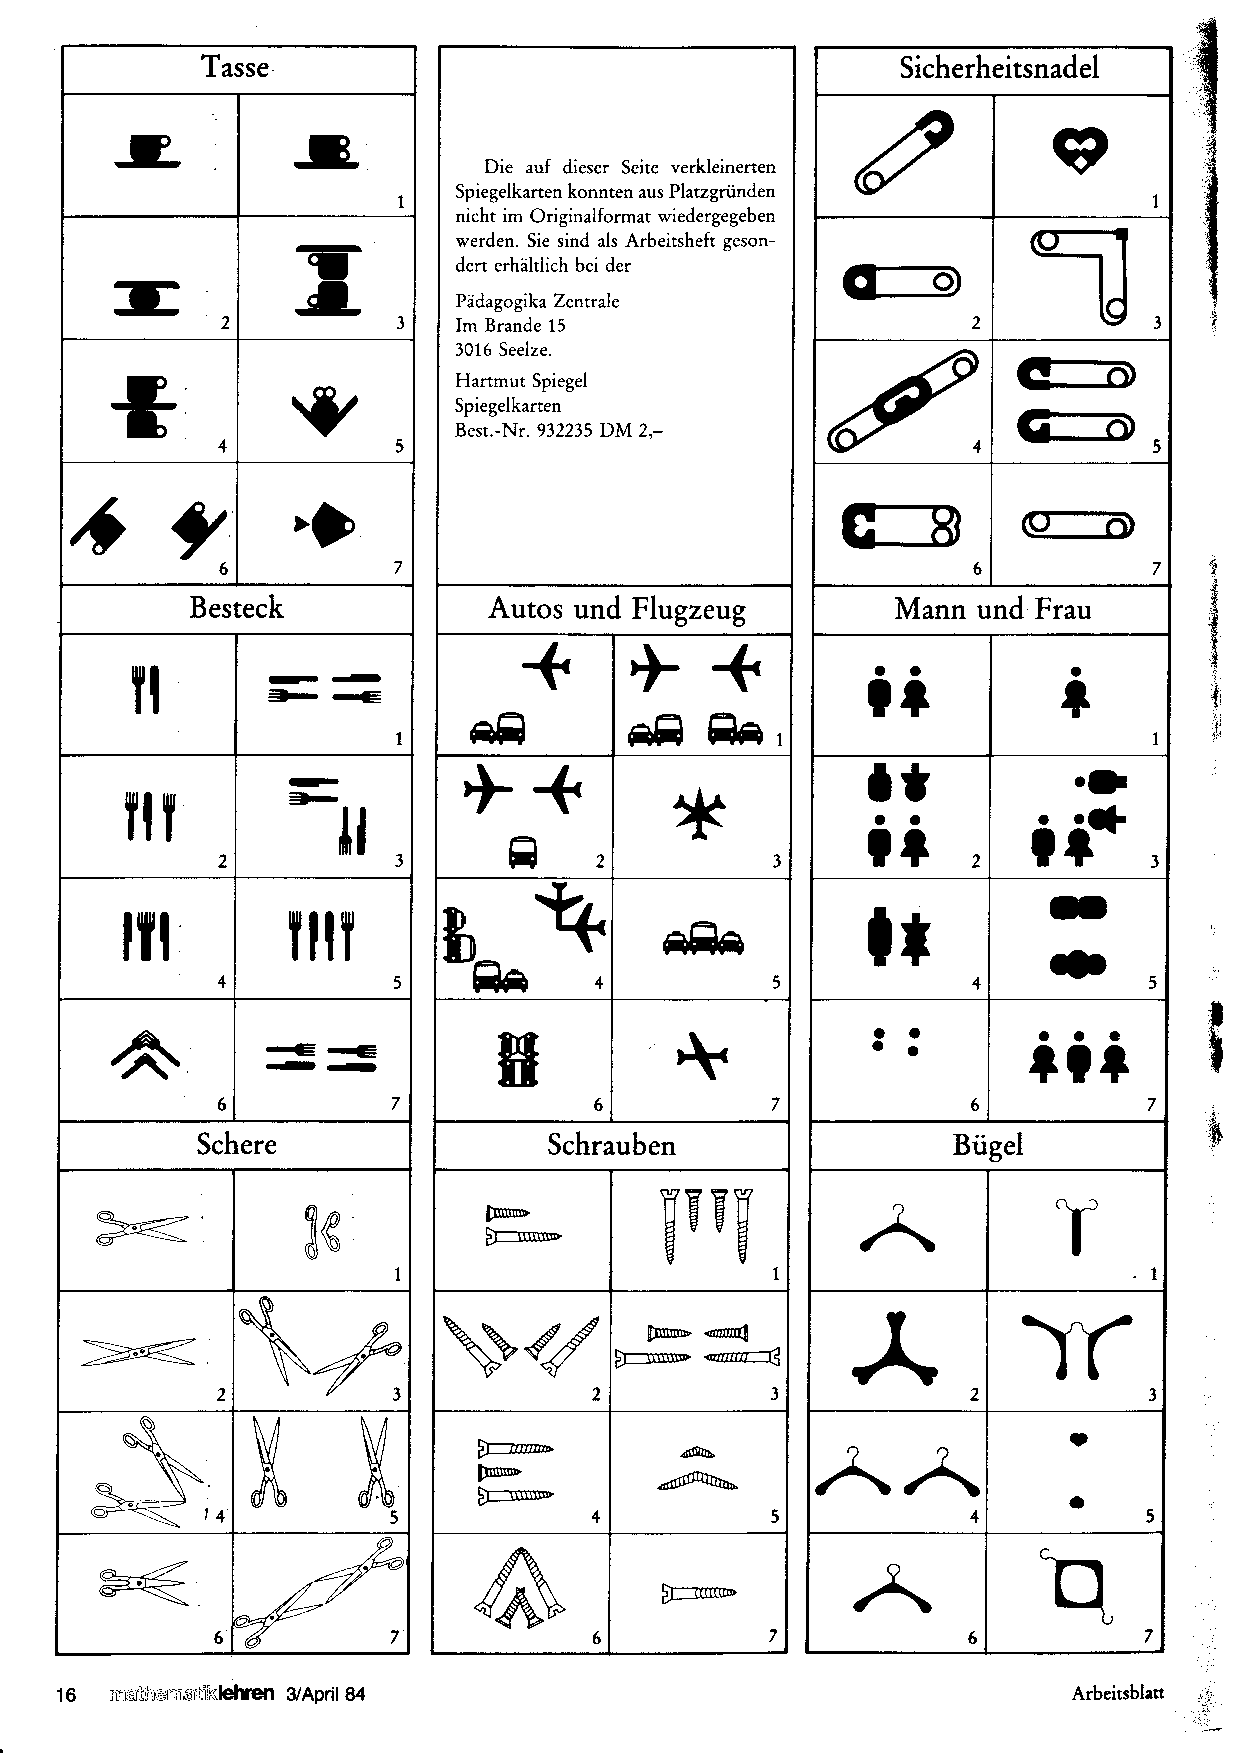 Tasse
1
2
3
4
5
6
7
Die auf dieser Seite verkleinerten
Spiegelkarten konnten aus Platzgründen
nicht im Originalformat wiedergegeben
werden. Sie sind als Arbeitsheft geson-
dert erhältlich bei der
Pädagogika Zentrale
Im Brande 15
3016 Seelze.
Hartmut Spiegel
Spiegelkarten
Best.-Nr. 932235 DM 2,–
Sicherheitsnadel
1
2
3
4
5
6
7
Besteck
1
2
3
4
5
6
7
Autos und Flugzeug
1
2
3
4
5
6
7
Mann und Frau
1
2
3
4
5
6
7
Schere
1
2
3
4
5
6
7
Schrauben
1
2
3
4
5
6
7
Bügel
1
2
3
4
5
6
7
16 mathematiklehren 3/April 84
Arbeitsblatt